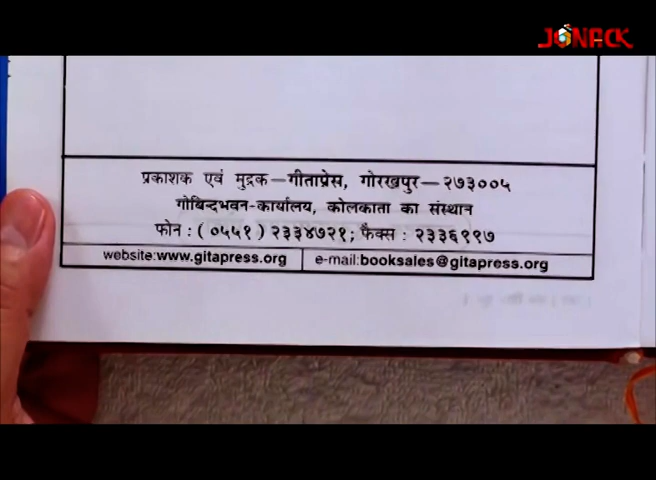 JONACK
प्रकाशक एवं मुद्रक—गीताप्रेस, गोरखपुर—२७३००५
गोबिन्दभवन-कार्यालय, कोलकाता का संस्थान
फोन : ( ०५५१ ) २३३४७२१; फैक्स : २३३६९९७
website:www.gitapress.org e-mail:booksales@gitapress.org